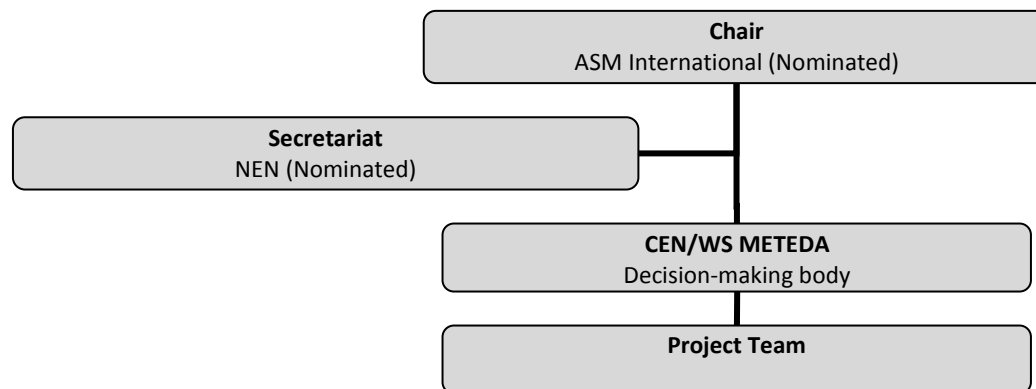 Chair
ASM International (Nominated)
Secretariat
NEN (Nominated)
CEN/WS METEDA
Decision-making body
Project Team